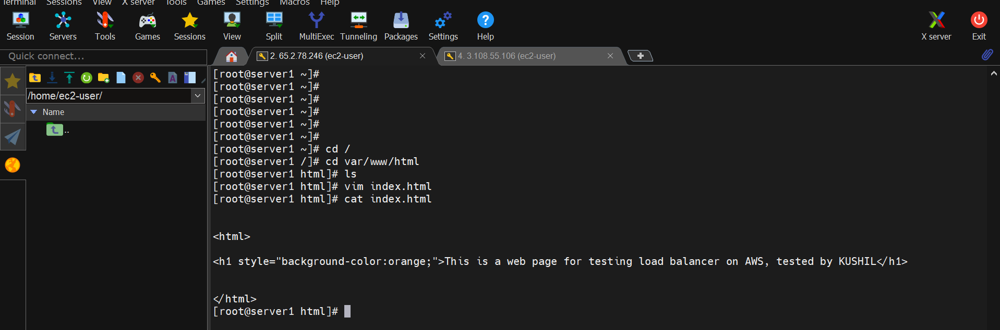 Terminal Sessions View X server Tools Games Settings Macros Help
Session Servers Tools Games Sessions View Split MultiExec Tunneling Packages Settings Help X server Exit
Quick connect...
2. 65.2.78.246 (ec2-user)
4. 3.108.55.106 (ec2-user)
/home/ec2-user/
Name
..
[root@server1 ~]#
[root@server1 ~]#
[root@server1 ~]#
[root@server1 ~]#
[root@server1 ~]#
[root@server1 ~]#
[root@server1 ~]# cd /
[root@server1 /]# cd var/www/html
[root@server1 html]# ls
[root@server1 html]# vim index.html
[root@server1 html]# cat index.html
<html>
<h1 style="background-color:orange;">This is a web page for testing load balancer on AWS, tested by KUSHIL</h1>
</html>
[root@server1 html]#